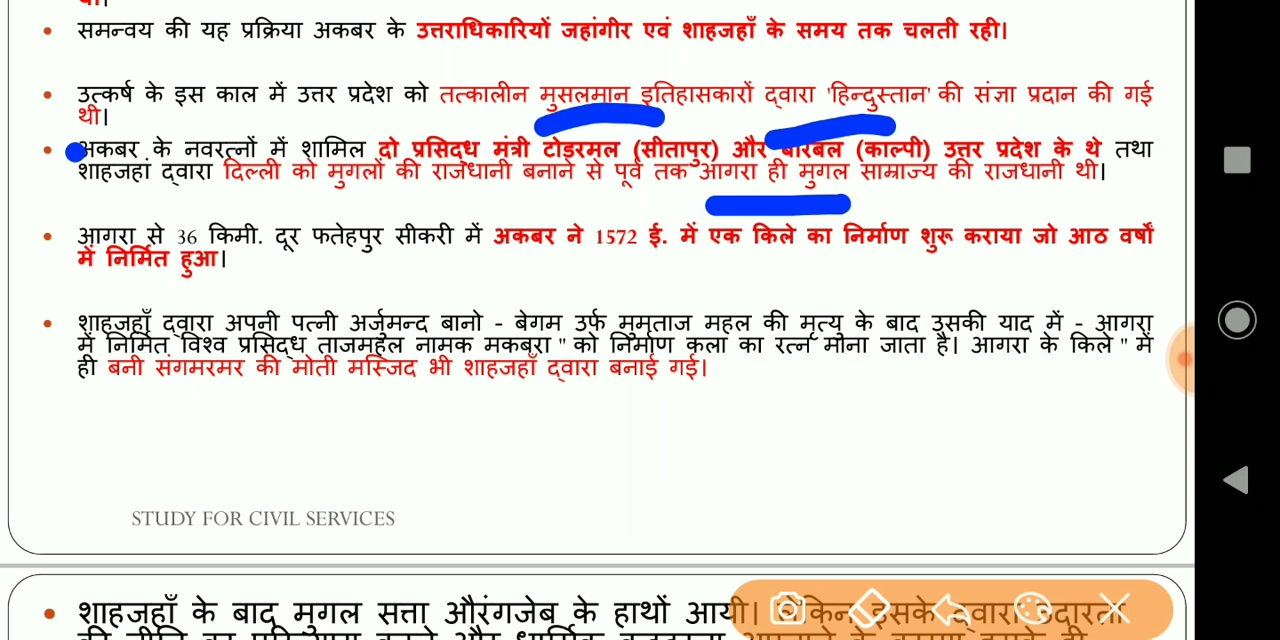 था।
समन्वय की यह प्रक्रिया अकबर के उत्तराधिकारियों जहांगीर एवं शाहजहाँ के समय तक चलती रही।
उत्कर्ष के इस काल में उत्तर प्रदेश को तत्कालीन मुसलमान इतिहासकारों द्वारा 'हिन्दुस्तान' की संज्ञा प्रदान की गई
थी।
अकबर के नवरत्नों में शामिल दो प्रसिद्ध मंत्री टोडरमल (सीतापुर) और बीरबल (काल्पी) उत्तर प्रदेश के थे तथा
शाहजहां द्वारा दिल्ली को मुगलों की राजधानी बनाने से पूर्व तक आगरा ही मुगल साम्राज्य की राजधानी थी।
आगरा से 36 किमी. दूर फतेहपुर सीकरी में अकबर ने 1572 ई. में एक किले का निर्माण शुरू कराया जो आठ वर्षों
में निर्मित हुआ।
शाहजहाँ द्वारा अपनी पत्नी अर्जुमन्द बानो - बेगम उर्फ मुमताज महल की मृत्यु के बाद उसकी याद में - आगरा
में निर्मित विश्व प्रसिद्ध ताजमहल नामक मकबरा " को निर्माण कला का रत्न माना जाता है। आगरा के किले " में
ही बनी संगमरमर की मोती मस्जिद भी शाहजहाँ द्वारा बनाई गई।
STUDY FOR CIVIL SERVICES
शाहजहाँ के बाद मुगल सत्ता औरंगजेब के हाथों आयी। लेकिन इसके द्वारा उदारता